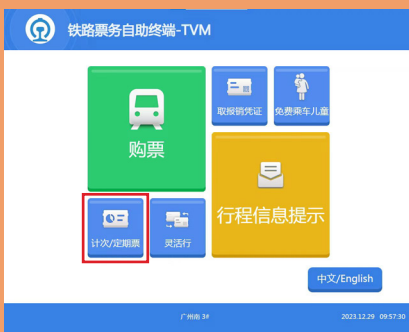 铁路票务自助终端-TVM
购票
取报销凭证
免费乘车儿童
行程信息提示
计次/定期票
灵活行
中文/English
广州南 3#
2023.12.29 09:57:30